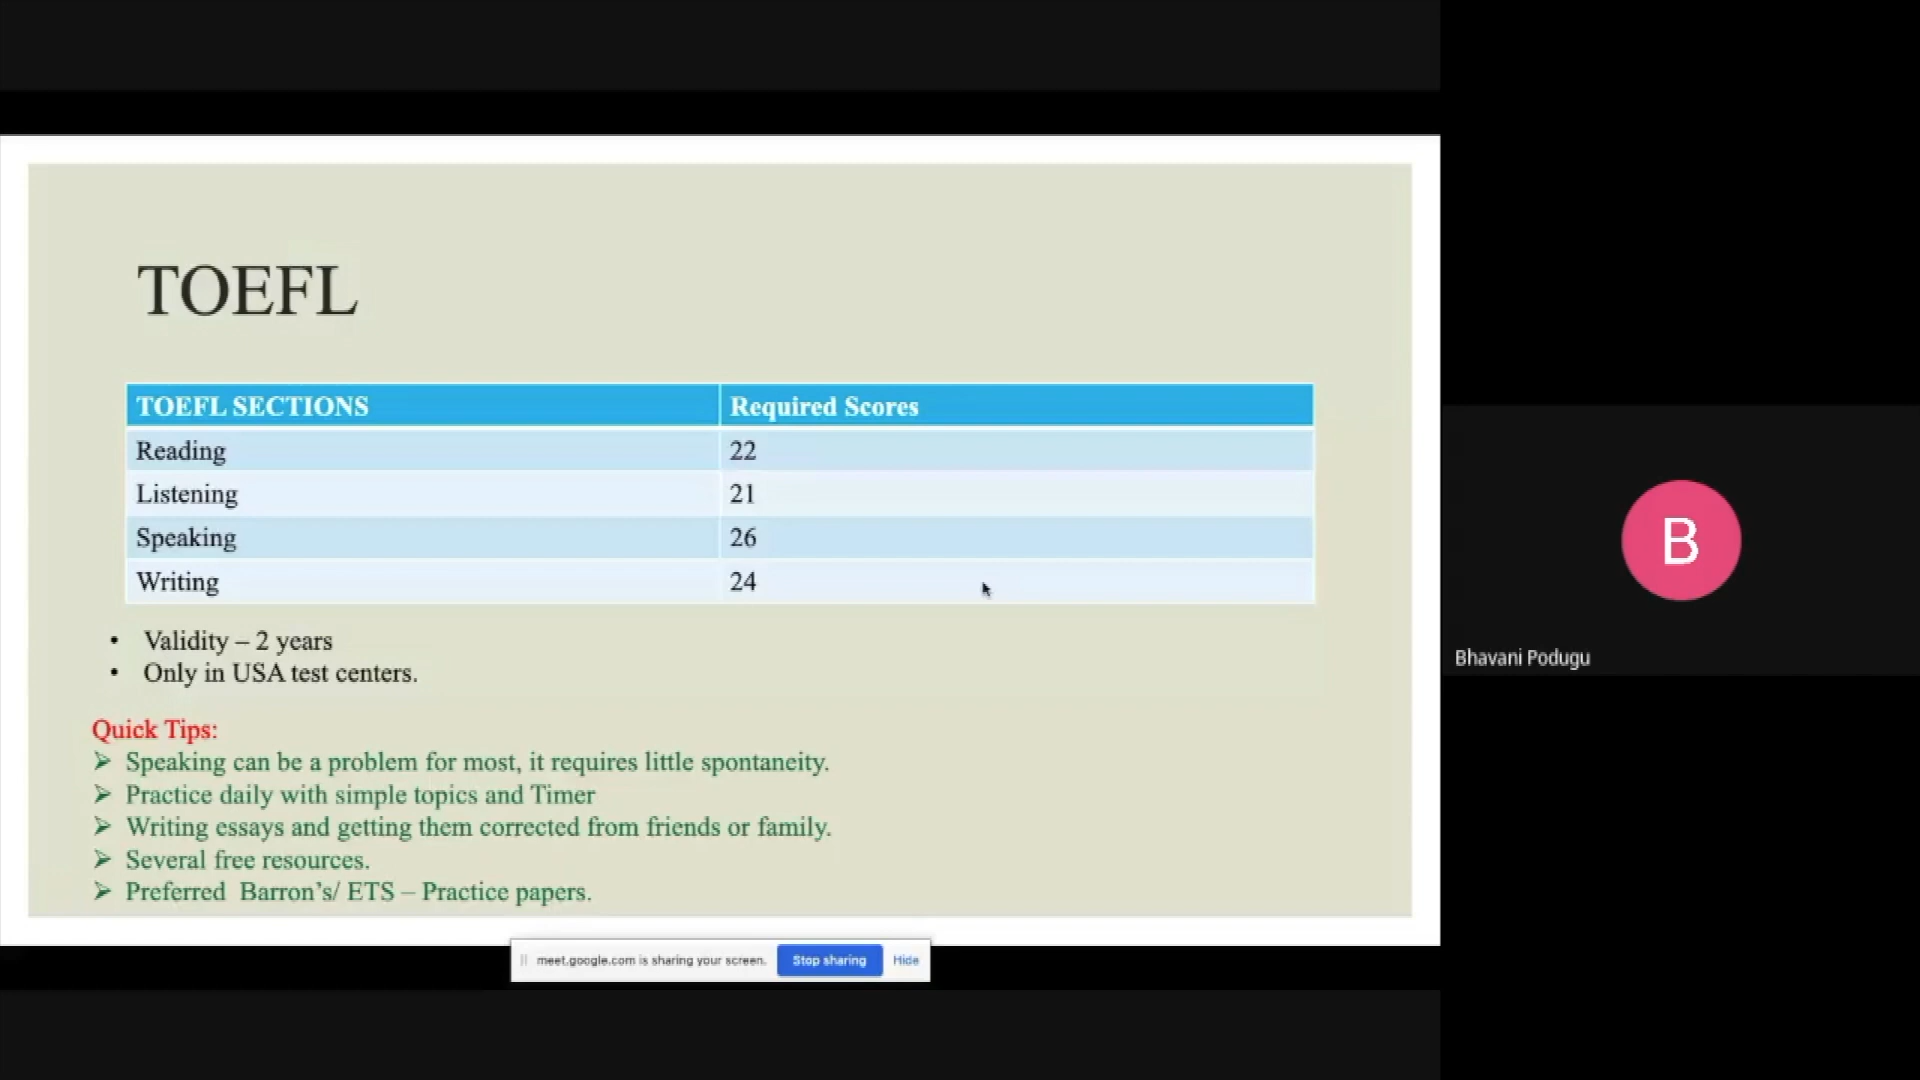 TOEFL
TOEFL SECTIONS Required Scores
Reading 22
Listening 21
Speaking 26
Writing 24
• Validity – 2 years
• Only in USA test centers.
Quick Tips:
➢ Speaking can be a problem for most, it requires little spontaneity.
➢ Practice daily with simple topics and Timer
➢ Writing essays and getting them corrected from friends or family.
➢ Several free resources.
➢ Preferred Barron's/ ETS – Practice papers.
meet.google.com is sharing your screen. Stop sharing Hide
B
Bhavani Podugu